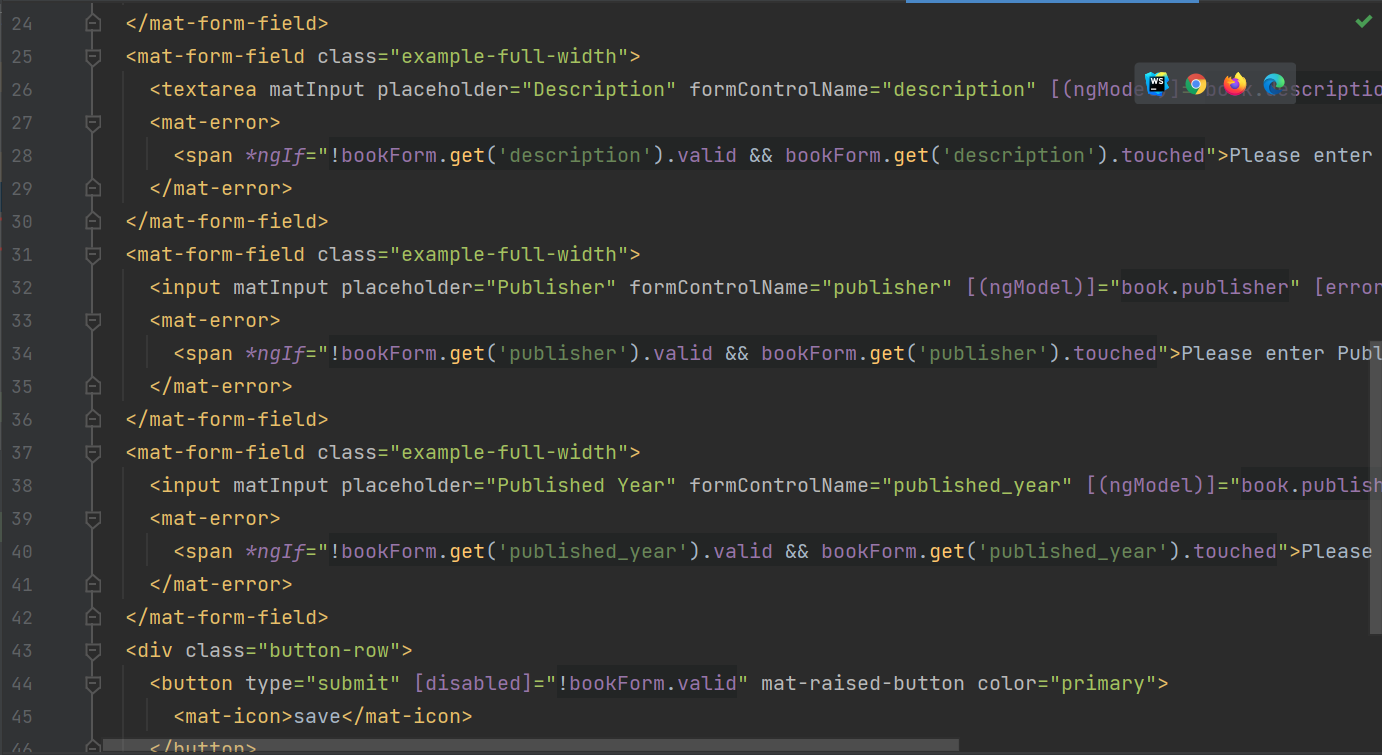 24 </mat-form-field>
25 <mat-form-field class="example-full-width">
26 <textarea matInput placeholder="Description" formControlName="description" [(ngMode
WS
27 <mat-error>
28 <span *ngIf="!bookForm.get('description').valid && bookForm.get('description').touched">Please enter
29 </mat-error>
30 </mat-form-field>
31 <mat-form-field class="example-full-width">
32 <input matInput placeholder="Publisher" formControlName="publisher" [(ngModel)]="book.publisher" [error
33 <mat-error>
34 <span *ngIf="!bookForm.get('publisher').valid && bookForm.get('publisher').touched">Please enter Publ
35 </mat-error>
36 </mat-form-field>
37 <mat-form-field class="example-full-width">
38 <input matInput placeholder="Published Year" formControlName="published_year" [(ngModel)]="book.publish
39 <mat-error>
40 <span *ngIf="!bookForm.get('published_year').valid && bookForm.get('published_year').touched">Please
41 </mat-error>
42 </mat-form-field>
43 <div class="button-row">
44 <button type="submit" [disabled]="!bookForm.valid" mat-raised-button color="primary">
45 <mat-icon>save</mat-icon>
46 </button>